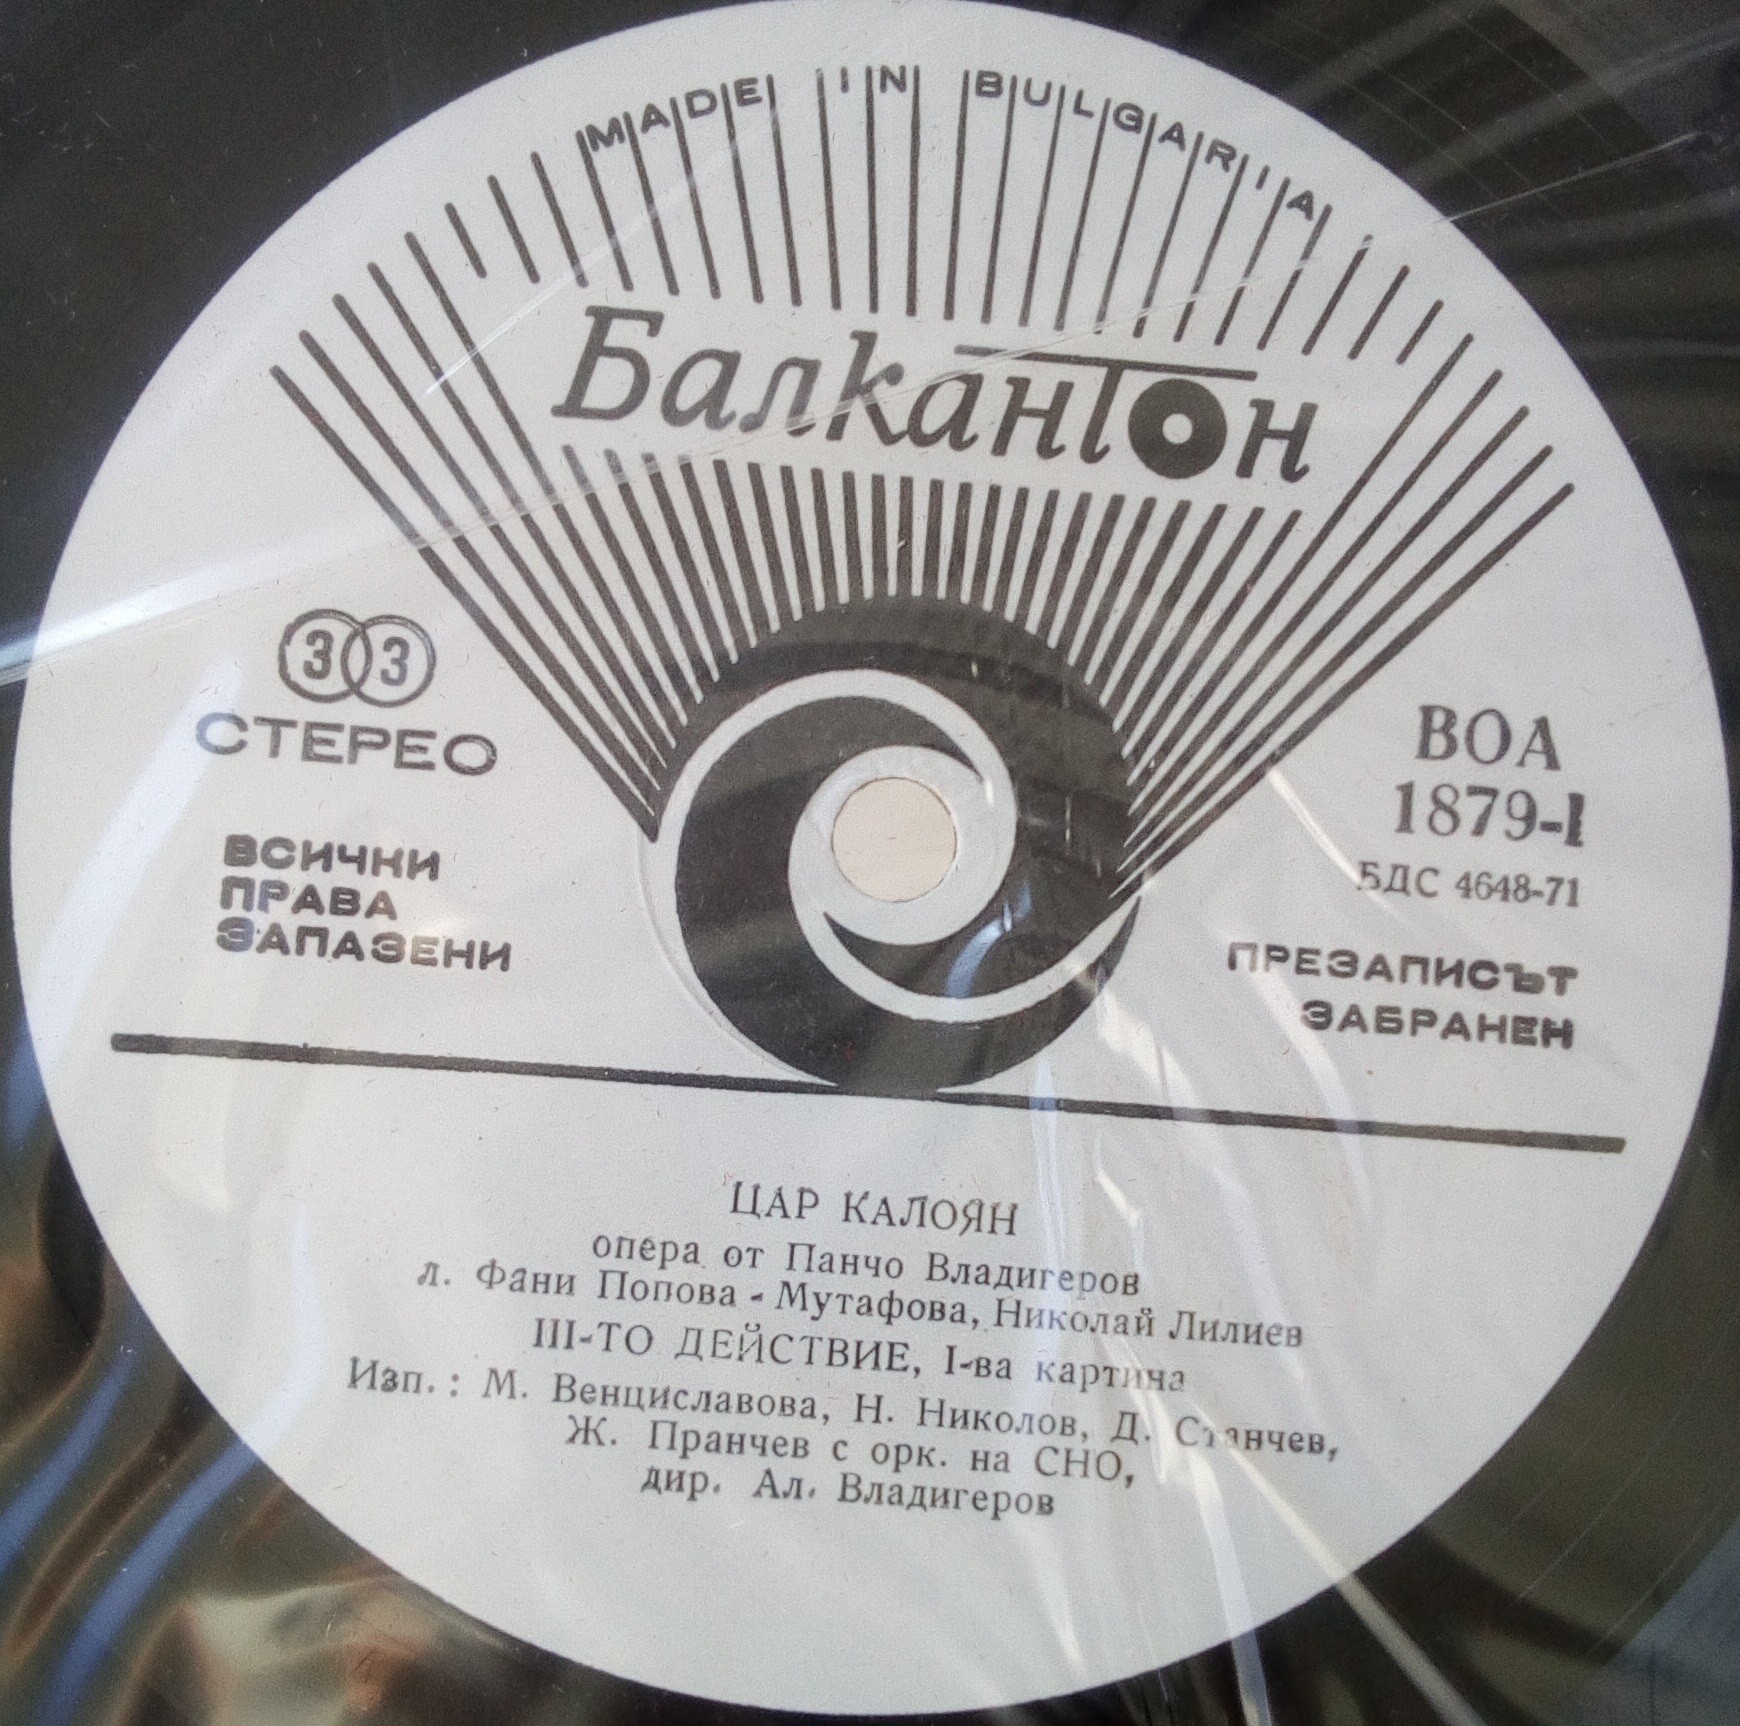 MADE IN BULGARIA
Балкантон
33
СТЕРЕО
ВСИЧКИ
ПРАВА
ЗАПАЗЕНИ
ВОА
1879-I
БДС 4648-71
ПРЕЗАПИСЪТ
ЗАБРАНЕН
ЦАР КАЛОЯН
опера от Панчо Владигеров
л. Фани Попова - Мутафова, Николай Лилиев
III-ТО ДЕЙСТВИЕ, I-ва картина
Изп.: М. Венциславова, Н. Николов, Д. Станчев,
Ж. Пранчев с орк. на СНО,
дир. Ал. Владигеров